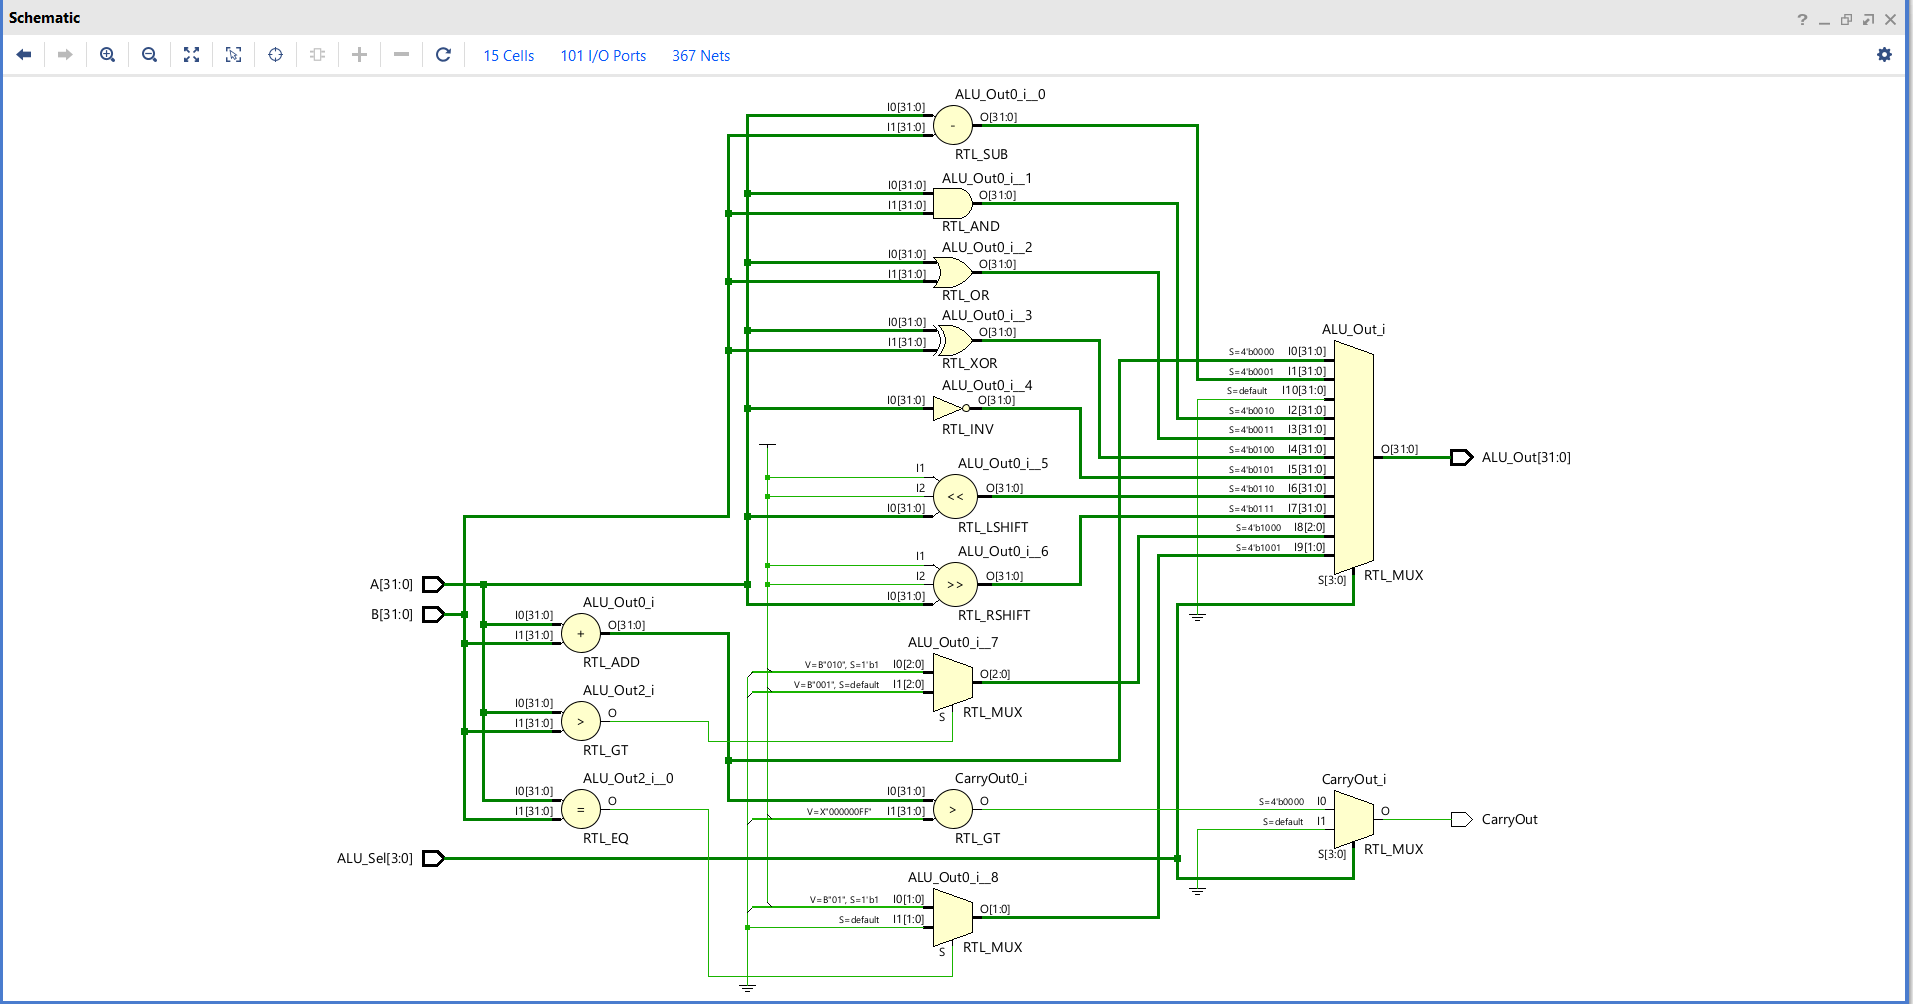 Schematic
15 Cells 101 I/O Ports 367 Nets
ALU_Out0_i__0
I0[31:0]
I1[31:0]
-
O[31:0]
RTL_SUB
ALU_Out0_i__1
I0[31:0]
I1[31:0]
O[31:0]
RTL_AND
ALU_Out0_i__2
I0[31:0]
I1[31:0]
O[31:0]
RTL_OR
ALU_Out0_i__3
I0[31:0]
I1[31:0]
O[31:0]
RTL_XOR
ALU_Out0_i__4
I0[31:0]
O[31:0]
RTL_INV
ALU_Out0_i__5
I1
I2
I0[31:0]
<<
O[31:0]
RTL_LSHIFT
ALU_Out0_i__6
I1
I2
I0[31:0]
>>
O[31:0]
RTL_RSHIFT
A[31:0]
B[31:0]
ALU_Out0_i
I0[31:0]
I1[31:0]
+
O[31:0]
RTL_ADD
ALU_Out2_i
I0[31:0]
I1[31:0]
>
O
RTL_GT
ALU_Out2_i__0
I0[31:0]
I1[31:0]
=
O
RTL_EQ
ALU_Sel[3:0]
ALU_Out0_i__7
V=B"010", S=1'b1 I0[2:0]
V=B"001", S=default I1[2:0]
S
O[2:0]
RTL_MUX
CarryOut0_i
I0[31:0]
V=X"000000FF" I1[31:0]
>
O
RTL_GT
ALU_Out0_i__8
V=B"01", S=1'b1 I0[1:0]
S=default I1[1:0]
S
O[1:0]
RTL_MUX
ALU_Out_i
S=4'b0000 I0[31:0]
S=4'b0001 I1[31:0]
S=default I10[31:0]
S=4'b0010 I2[31:0]
S=4'b0011 I3[31:0]
S=4'b0100 I4[31:0]
S=4'b0101 I5[31:0]
S=4'b0110 I6[31:0]
S=4'b0111 I7[31:0]
S=4'b1000 I8[2:0]
S=4'b1001 I9[1:0]
S[3:0]
RTL_MUX
O[31:0]
ALU_Out[31:0]
CarryOut_i
S=4'b0000 I0
S=default I1
S[3:0]
RTL_MUX
O
CarryOut